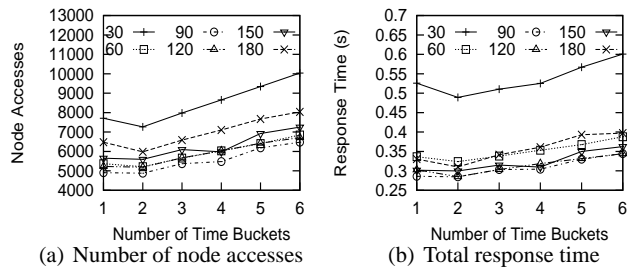 13000
12000
11000
10000
9000
8000
7000
6000
5000
4000
Node Accesses
30 90 150
60 120 180
1 2 3 4 5 6
Number of Time Buckets
(a) Number of node accesses
0.7
0.65
0.6
0.55
0.5
0.45
0.4
0.35
0.3
0.25
Response Time (s)
30 90 150
60 120 180
1 2 3 4 5 6
Number of Time Buckets
(b) Total response time